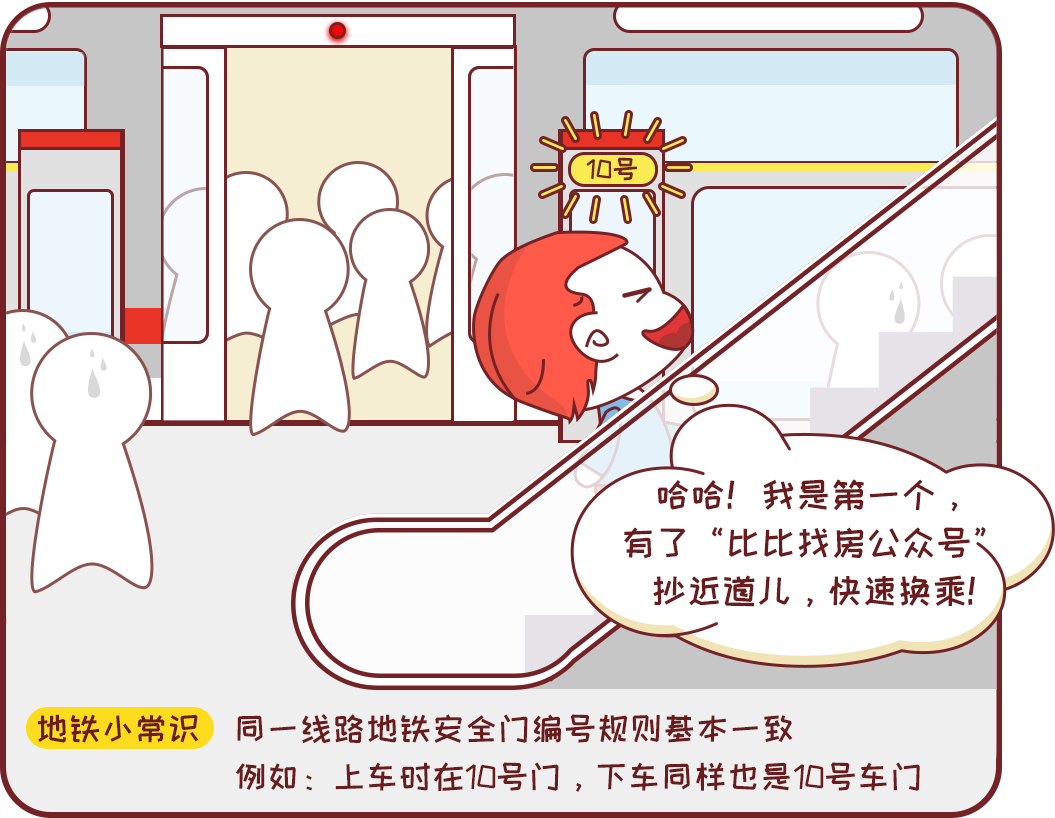 10号
哈哈！我是第一个，
有了“比比找房公众号”
抄近道儿，快速换乘！
地铁小常识
同一线路地铁安全门编号规则基本一致
例如：上车时在10号门，下车同样也是10号车门